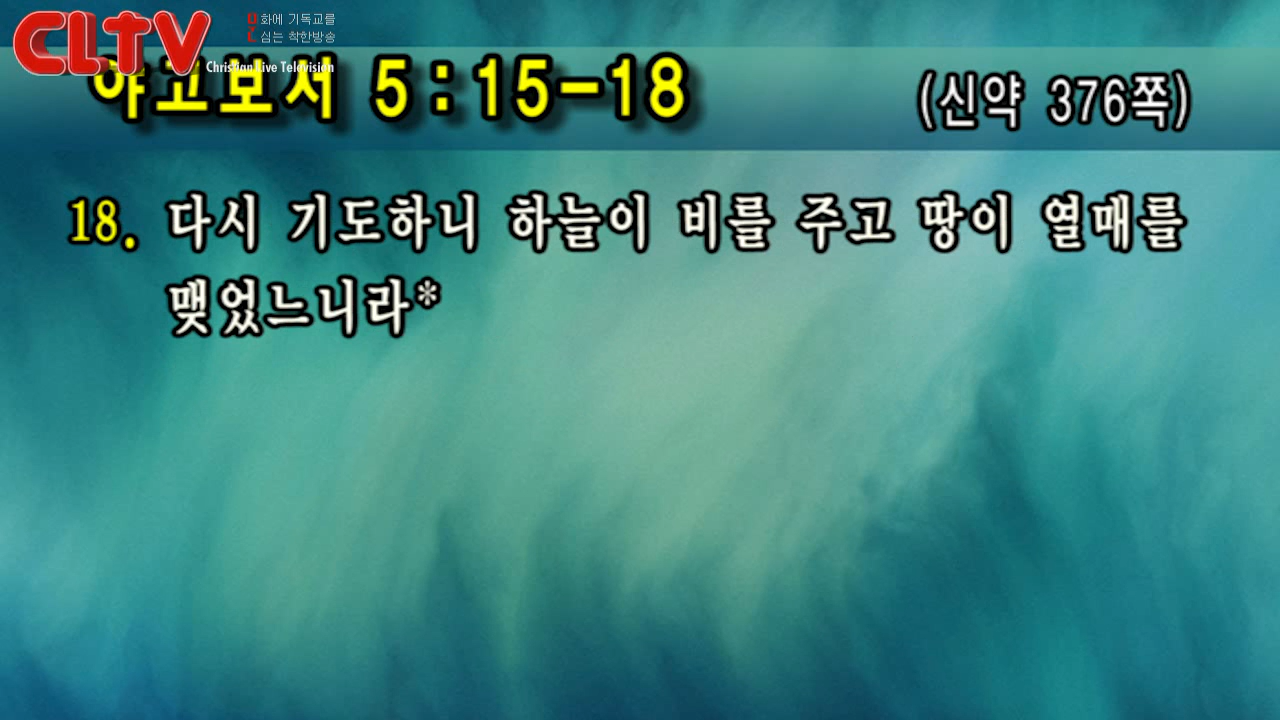 CLTV
문화에 기독교를
심는 착한방송
Christian Live Television
야고보서 5:15-18
(신약 376쪽)
18. 다시 기도하니 하늘이 비를 주고 땅이 열매를
맺었느니라*